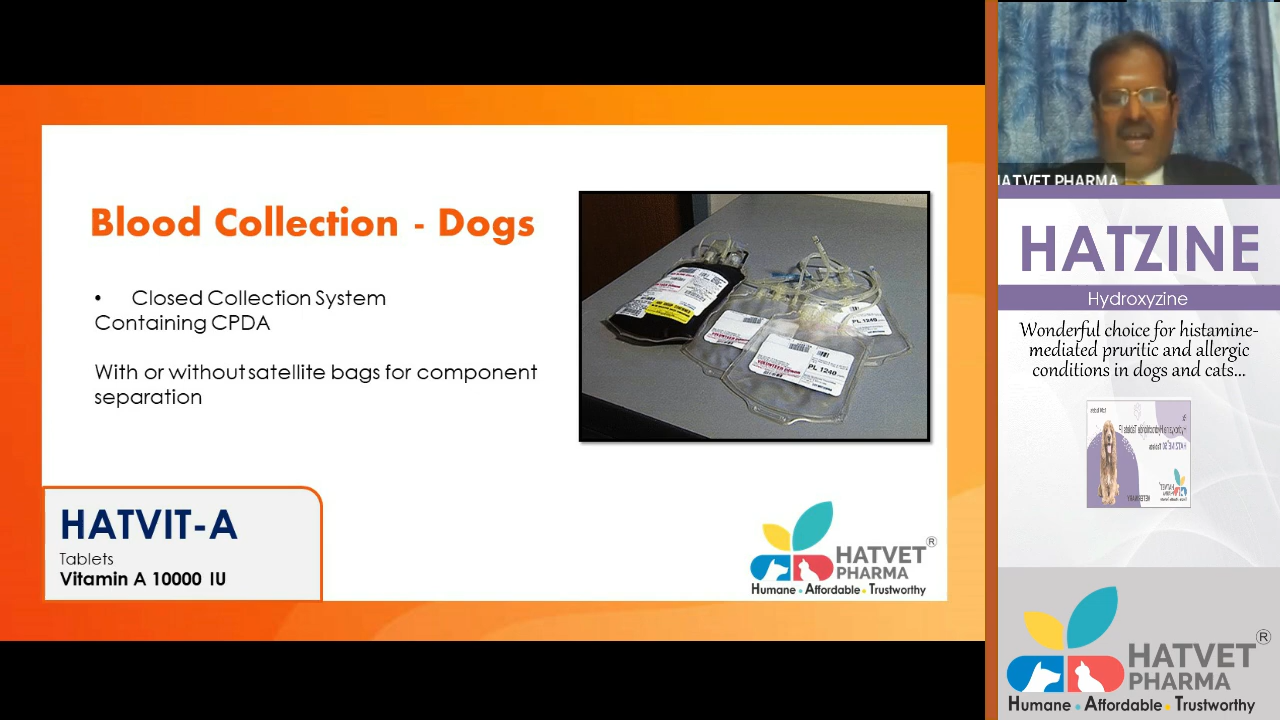 Blood Collection - Dogs
• Closed Collection System
Containing CPDA
With or without satellite bags for component
separation
PL 1240
PL 1240
HATVIT-A
Tablets
Vitamin A 10000 IU
HATVET
PHARMA
®
Humane • Affordable • Trustworthy
HATVET PHARMA
HATZINE
Hydroxyzine
Wonderful choice for histamine-
mediated pruritic and allergic
conditions in dogs and cats...
HATVET
PHARMA
®
Humane • Affordable • Trustworthy